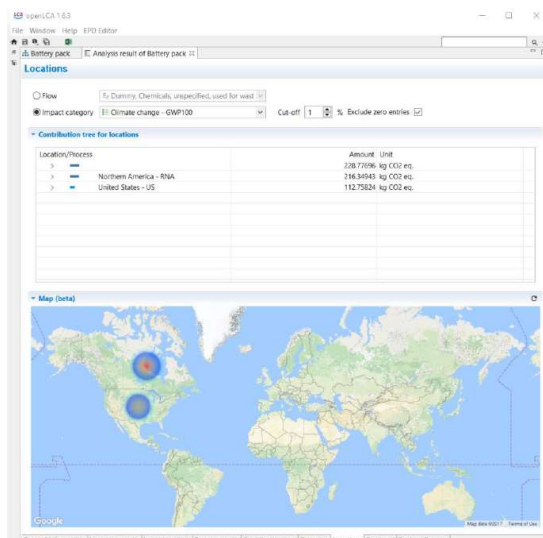 openLCA 1.6.3
File Window Help EPD Editor
Battery pack Analysis result of Battery pack
Locations
Flow Dummy, Chemicals, unspecified, used for wast
Impact category Climate change - GWP100 Cut-off 1 % Exclude zero entries
Contribution tree for locations
Location/Process Amount Unit
228.77696 kg CO2 eq.
Northern America - RNA 216.34943 kg CO2 eq.
United States - US 112.75824 kg CO2 eq.
Map (beta)
Google
Map data ©2017 Terms of Use